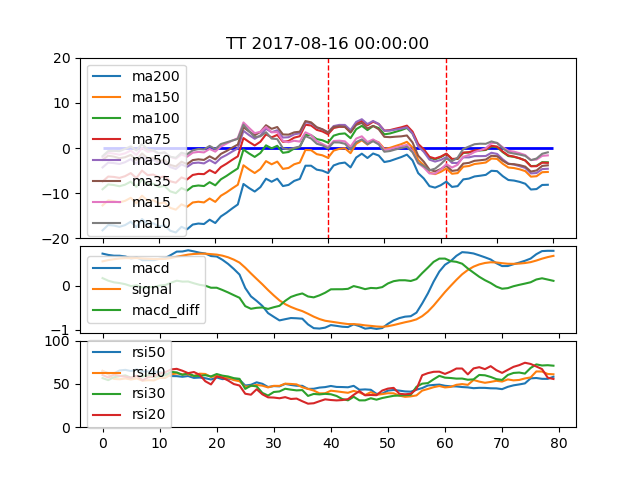 TT 2017-08-16 00:00:00
20
10
0
−10
−20
ma200
ma150
ma100
ma75
ma50
ma35
ma15
ma10
0
−1
macd
signal
macd_diff
100
50
0
rsi50
rsi40
rsi30
rsi20
0 10 20 30 40 50 60 70 80